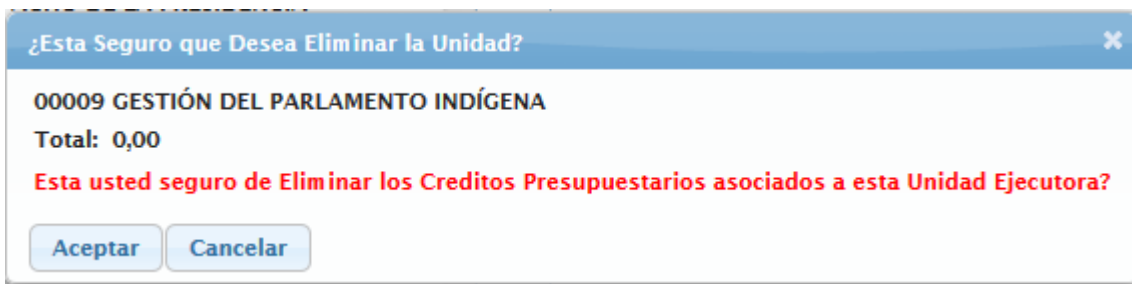 ¿Esta Seguro que Desea Eliminar la Unidad?
00009 GESTIÓN DEL PARLAMENTO INDÍGENA
Total: 0,00
Esta usted seguro de Eliminar los Creditos Presupuestarios asociados a esta Unidad Ejecutora?
Aceptar Cancelar